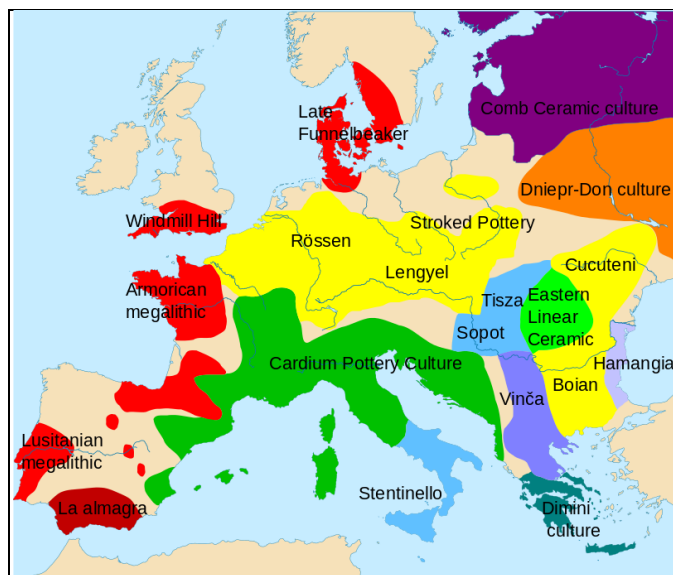 Late
Funnelbeaker
Comb Ceramic culture
Dniepr-Don culture
Windmill Hill
Rössen
Stroked Pottery
Lengyel
Cucuteni
Armorican
megalithic
Tisza
Eastern
Linear
Ceramic
Sopot
Cardium Pottery Culture
Hamangia
Boian
Vinča
Lusitanian
megalithic
Stentinello
La almagra
Dimini
culture